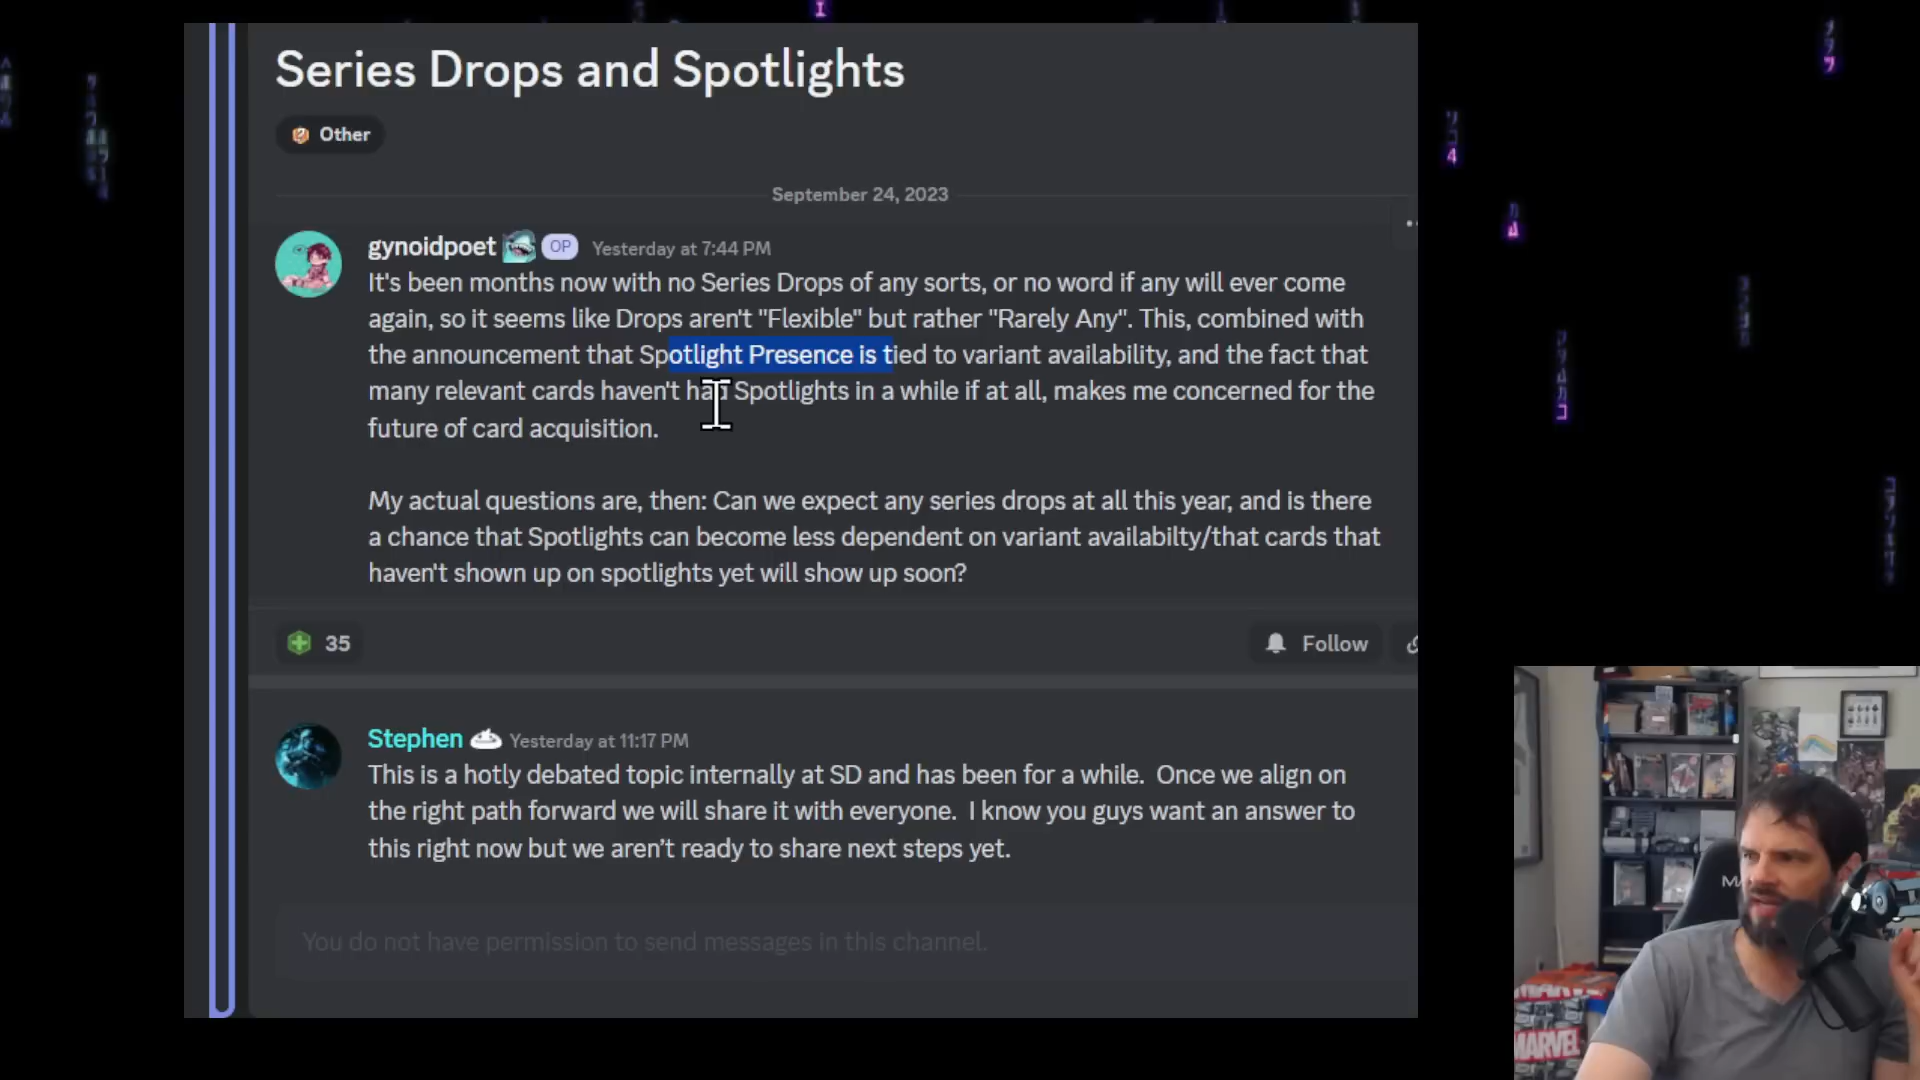 Series Drops and Spotlights
Other
September 24, 2023
gynoidpoet OP Yesterday at 7:44 PM
It's been months now with no Series Drops of any sorts, or no word if any will ever come
again, so it seems like Drops aren't "Flexible" but rather "Rarely Any". This, combined with
the announcement that Spotlight Presence is tied to variant availability, and the fact that
many relevant cards haven't had Spotlights in a while if at all, makes me concerned for the
future of card acquisition.
My actual questions are, then: Can we expect any series drops at all this year, and is there
a chance that Spotlights can become less dependent on variant availabilty/that cards that
haven't shown up on spotlights yet will show up soon?
35
Follow
Stephen Yesterday at 11:17 PM
This is a hotly debated topic internally at SD and has been for a while. Once we align on
the right path forward we will share it with everyone. I know you guys want an answer to
this right now but we aren't ready to share next steps yet.
You do not have permission to send messages in this channel.
MARVEL